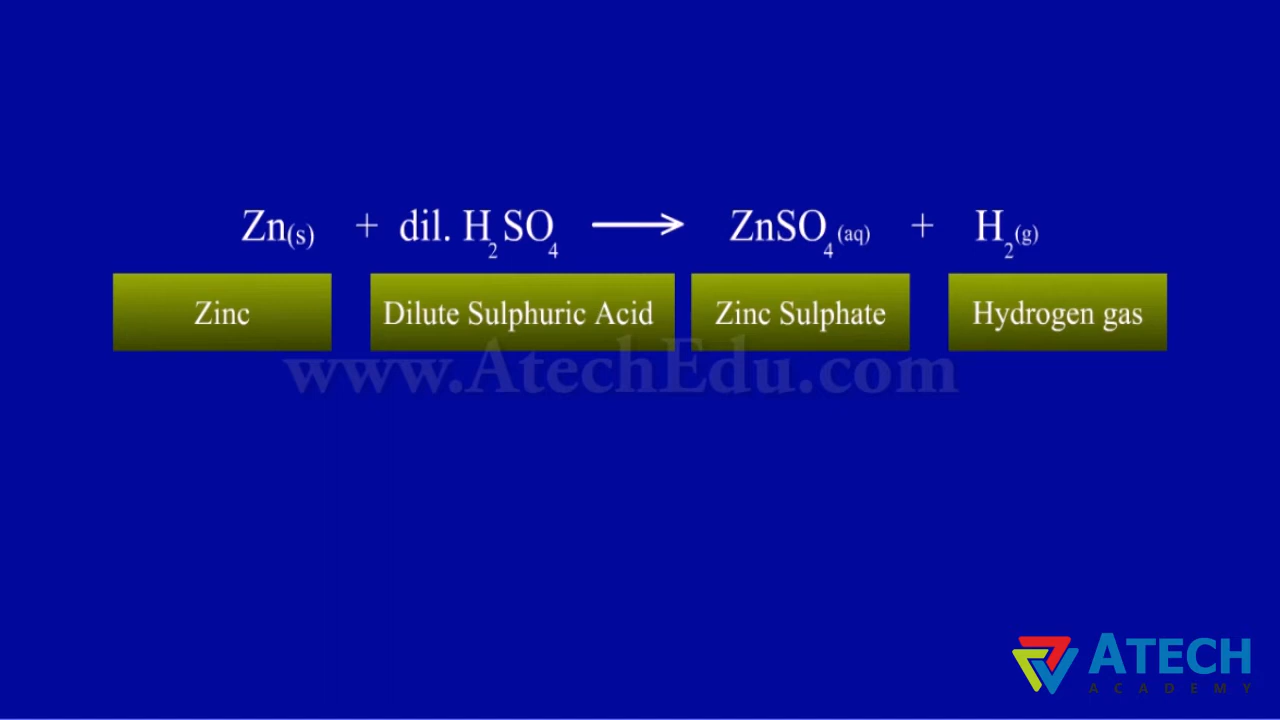 Zn(s) + dil. H₂SO₄ ⟶ ZnSO₄ (aq) + H₂(g)
Zinc Dilute Sulphuric Acid Zinc Sulphate Hydrogen gas
www.AtechEdu.com
ATECH
ACADEMY